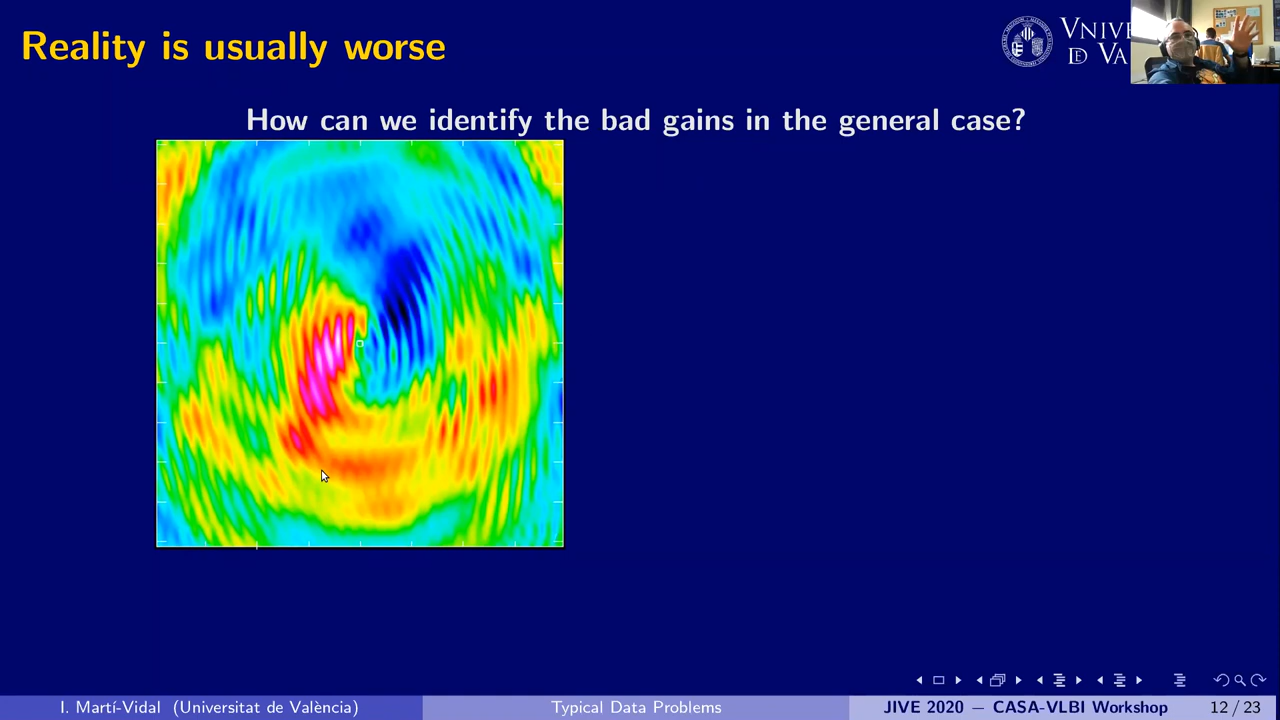 Reality is usually worse
How can we identify the bad gains in the general case?
I. Martí-Vidal (Universitat de València)
Typical Data Problems
JIVE 2020 – CASA-VLBI Workshop
12 / 23